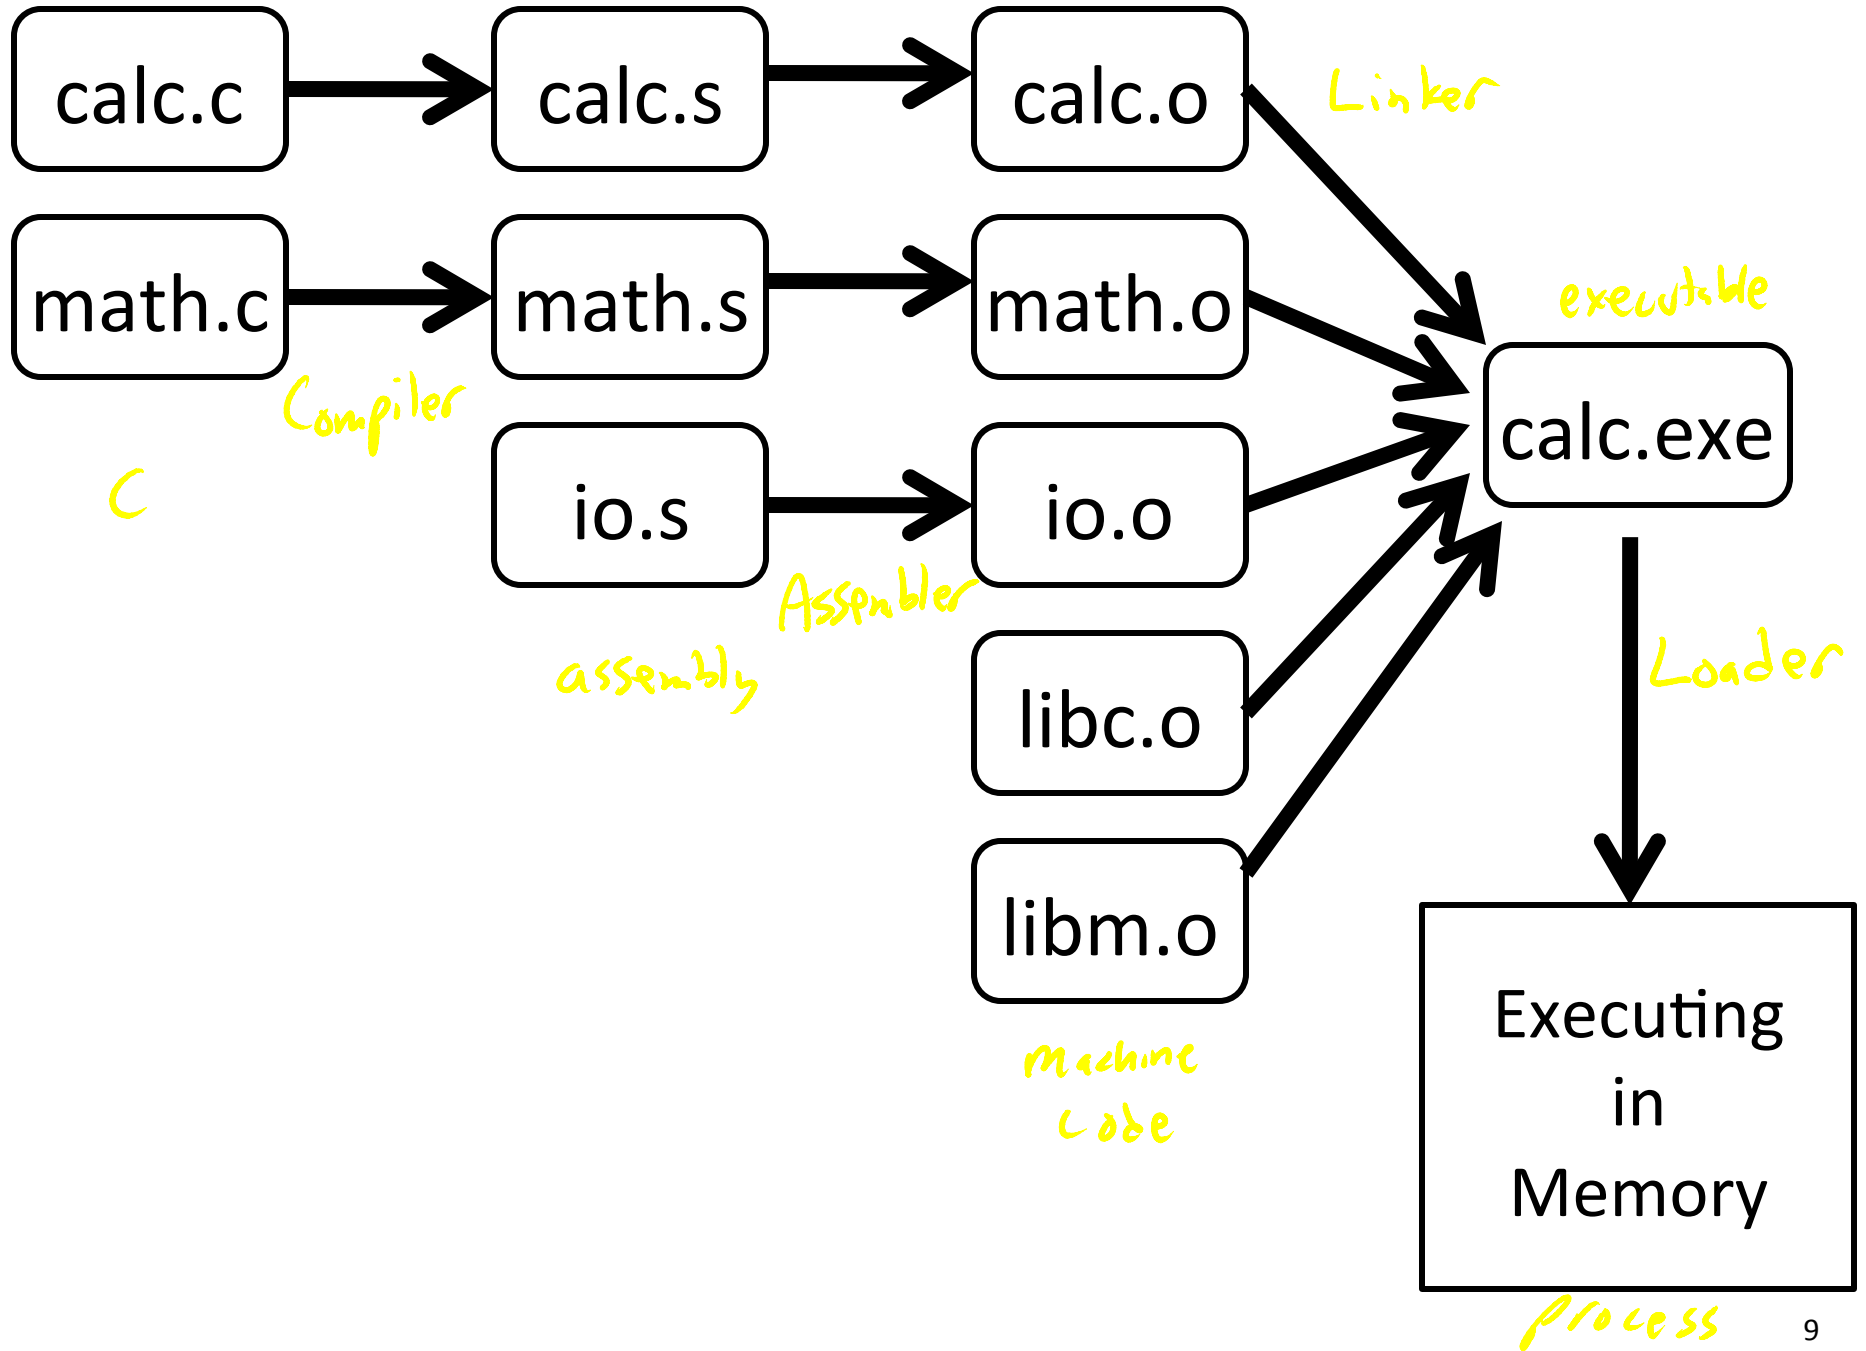 calc.c
calc.s
calc.o
Linker
math.c
math.s
math.o
executable
calc.exe
Compiler
C
io.s
io.o
Assembler
assembly
libc.o
Loader
libm.o
machine
code
Executing
in
Memory
process
9